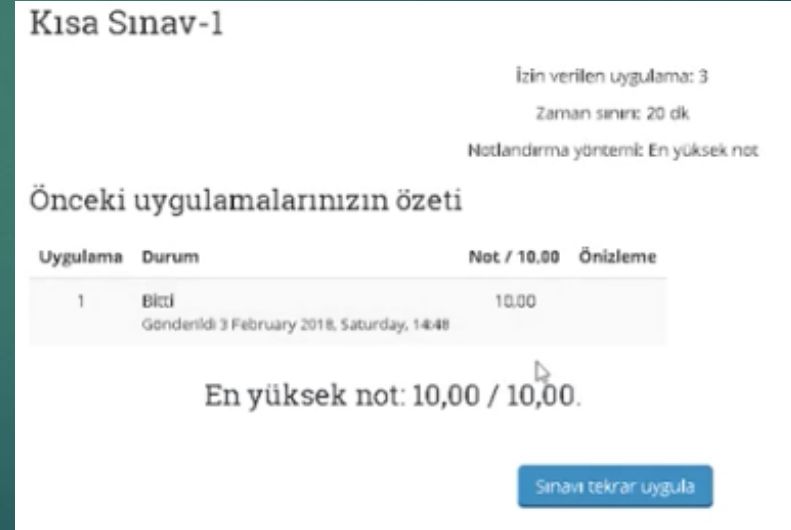 Kısa Sınav-1
İzin verilen uygulama: 3
Zaman sınırı: 20 dk
Notlandırma yöntemi: En yüksek not
Önceki uygulamalarınızın özeti
Uygulama Durum Not / 10,00 Önizleme
1 Bitti 10,00
Gönderildi 3 February 2018, Saturday, 14:48
En yüksek not: 10,00 / 10,00.
Sınavı tekrar uygula